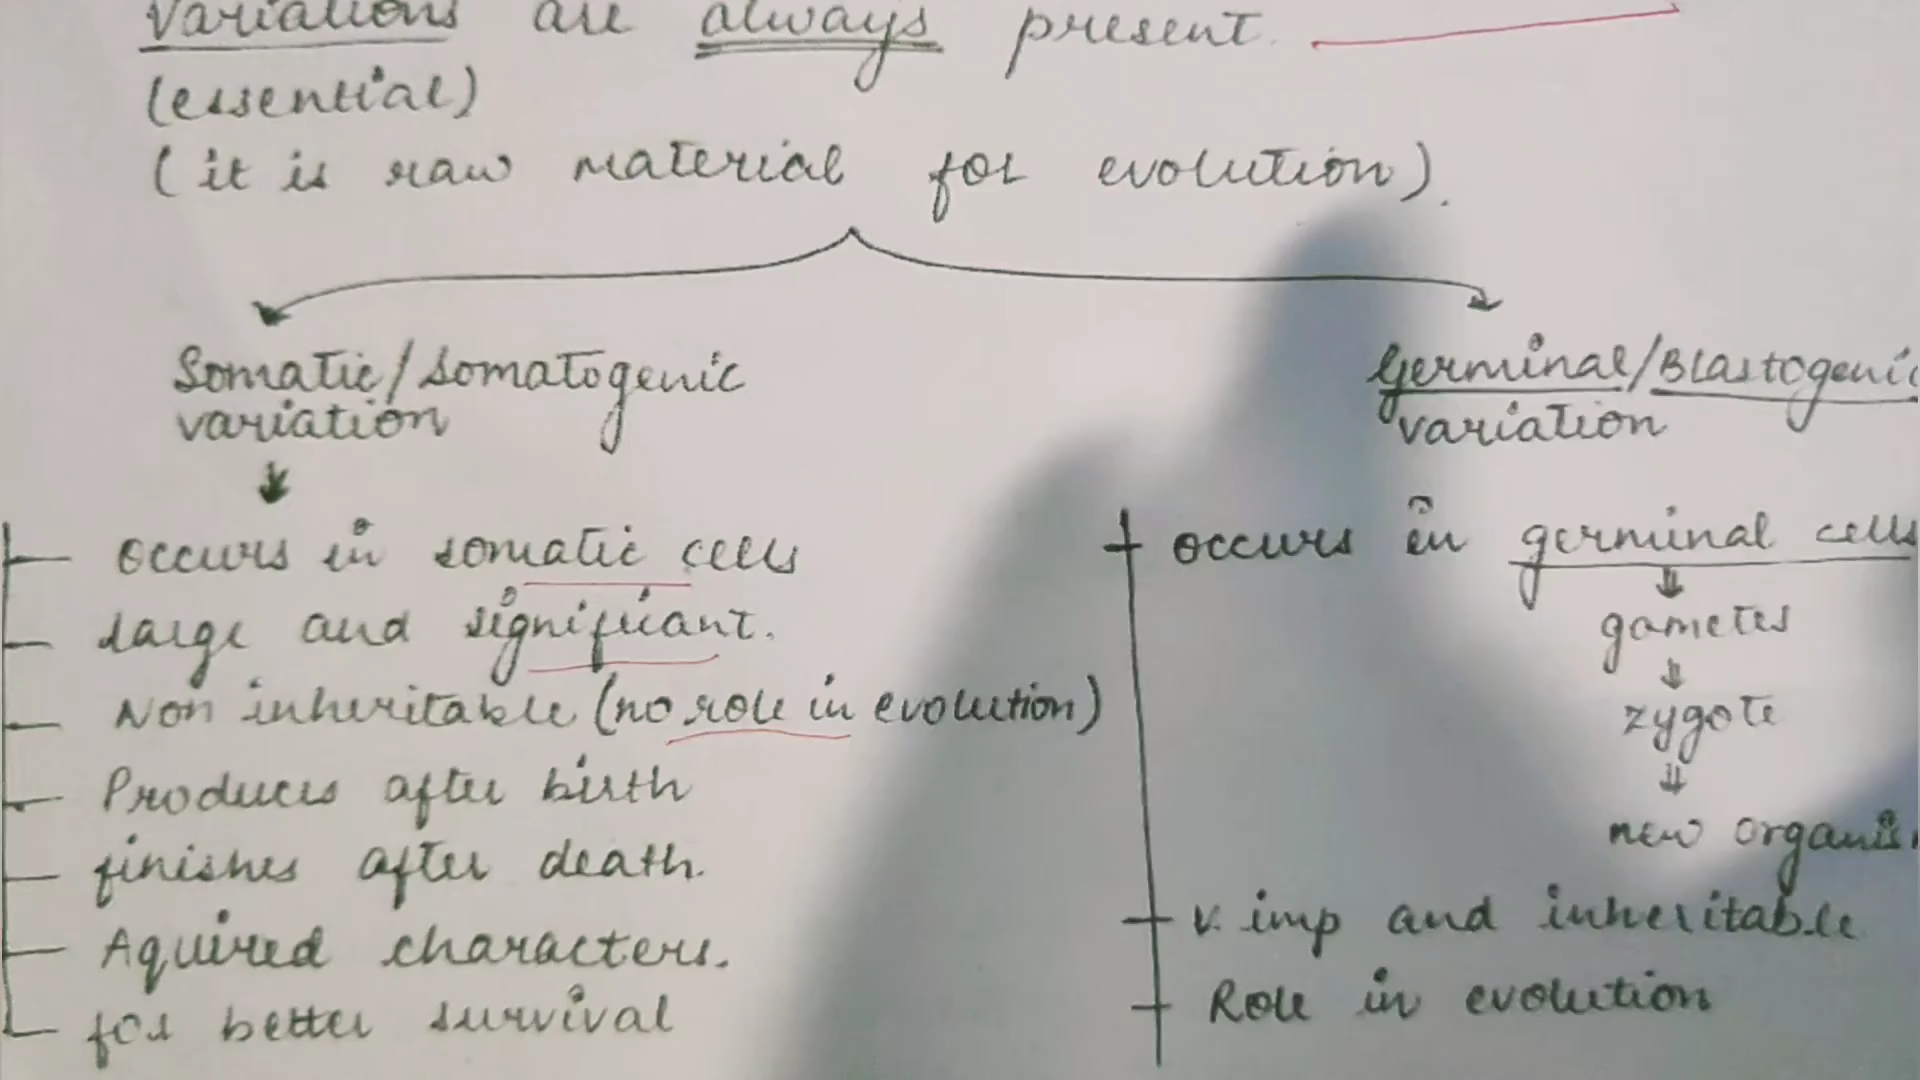 Variations are always present.
(essential)
(it is raw material for evolution).
Somatic/somatogenic
variation
occurs in somatic cells
large and significant.
Non inheritable (no role in evolution)
Produces after birth
finishes after death.
Aquired characters.
for better survival
Germinal/Blastogenic
variation
occurs in germinal cells
gametes
zygote
new organis
v. imp and inheritable
Role in evolution